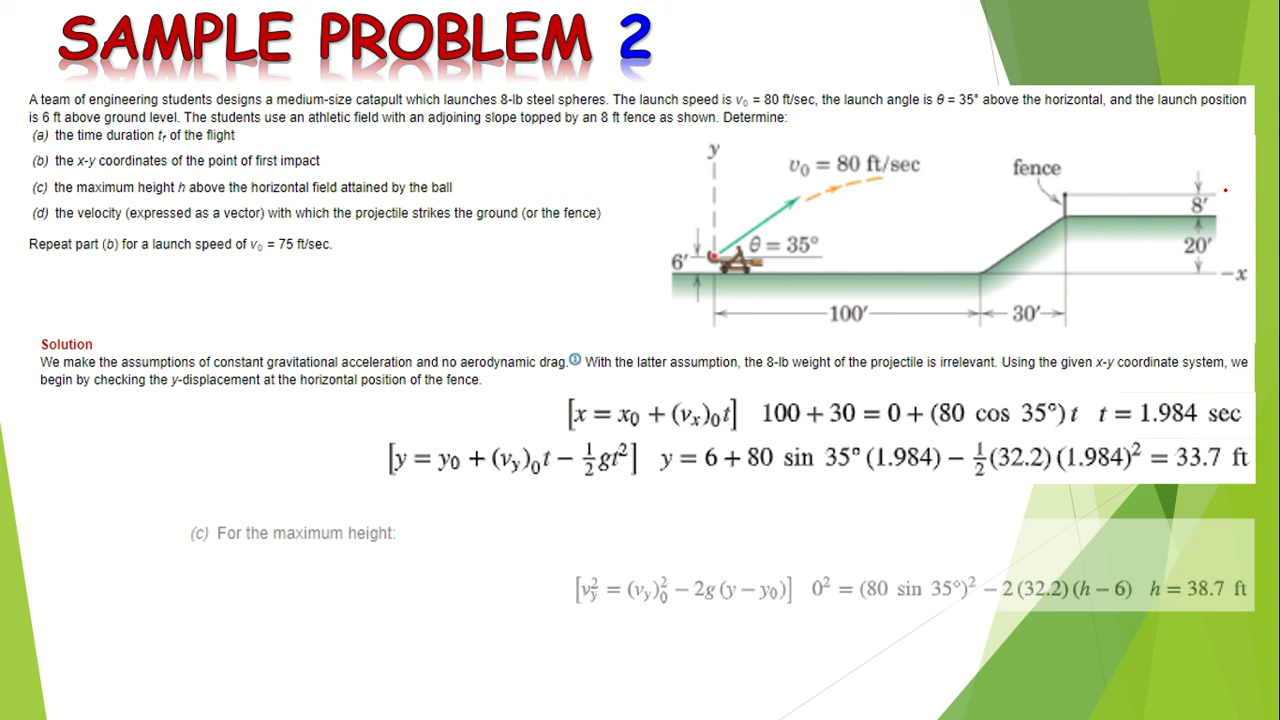 SAMPLE PROBLEM 2
A team of engineering students designs a medium-size catapult which launches 8-lb steel spheres. The launch speed is v₀ = 80 ft/sec, the launch angle is θ = 35° above the horizontal, and the launch position
is 6 ft above ground level. The students use an athletic field with an adjoining slope topped by an 8 ft fence as shown. Determine:
(a) the time duration t_f of the flight
(b) the x-y coordinates of the point of first impact
(c) the maximum height h above the horizontal field attained by the ball
(d) the velocity (expressed as a vector) with which the projectile strikes the ground (or the fence)
Repeat part (b) for a launch speed of v₀ = 75 ft/sec.
y
v₀ = 80 ft/sec
fence
8′
θ = 35°
20′
6′
–x
100′
30′
Solution
We make the assumptions of constant gravitational acceleration and no aerodynamic drag.① With the latter assumption, the 8-lb weight of the projectile is irrelevant. Using the given x-y coordinate system, we
begin by checking the y-displacement at the horizontal position of the fence.
[x = x₀ + (vₓ)₀t] 100 + 30 = 0 + (80 cos 35°) t t = 1.984 sec
[y = y₀ + (v_y)₀t − ½gt²] y = 6 + 80 sin 35° (1.984) − ½(32.2) (1.984)² = 33.7 ft
(c) For the maximum height:
[v_y² = (v_y)₀² − 2g (y − y₀)] 0² = (80 sin 35°)² − 2 (32.2) (h − 6) h = 38.7 ft